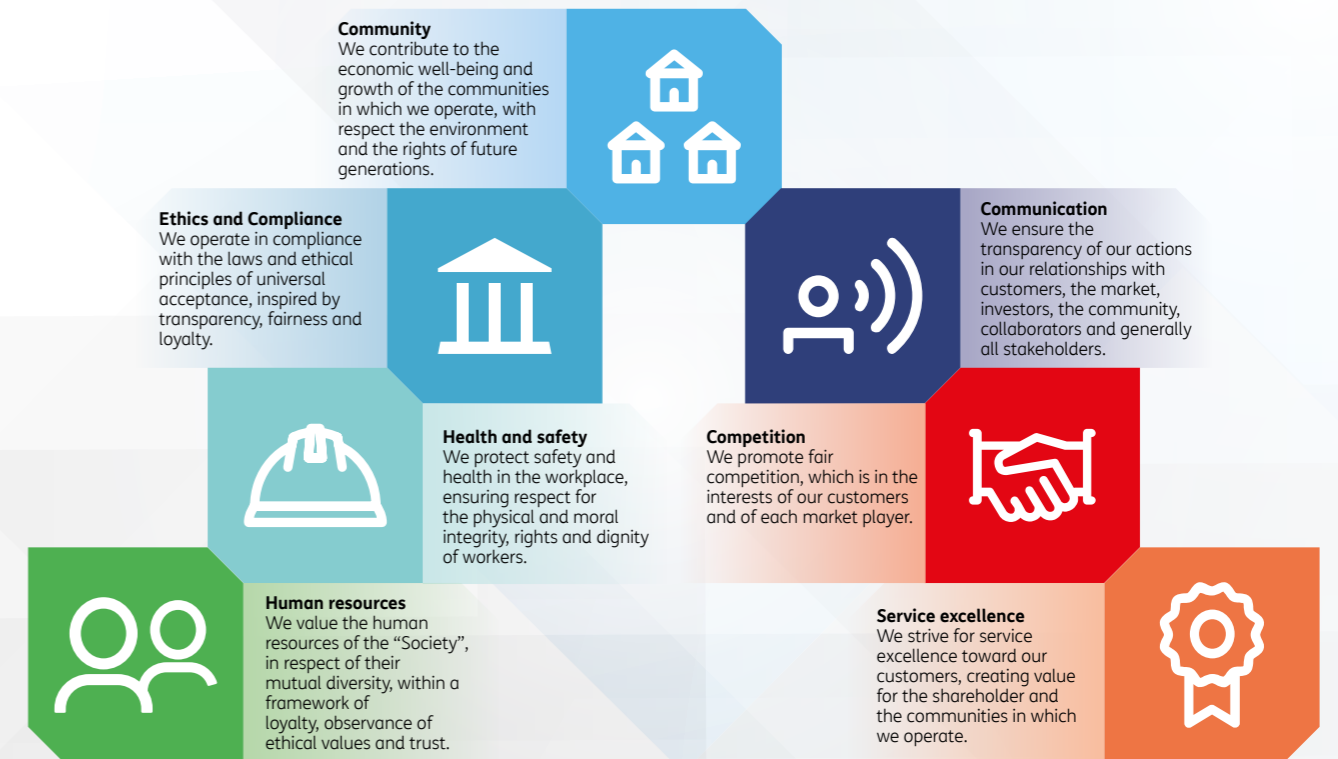 Community
We contribute to the
economic well-being and
growth of the communities
in which we operate, with
respect the environment
and the rights of future
generations.
Ethics and Compliance
We operate in compliance
with the laws and ethical
principles of universal
acceptance, inspired by
transparency, fairness and
loyalty.
Communication
We ensure the
transparency of our actions
in our relationships with
customers, the market,
investors, the community,
collaborators and generally
all stakeholders.
Health and safety
We protect safety and
health in the workplace,
ensuring respect for
the physical and moral
integrity, rights and dignity
of workers.
Competition
We promote fair
competition, which is in the
interests of our customers
and of each market player.
Human resources
We value the human
resources of the “Society”,
in respect of their
mutual diversity, within a
framework of
loyalty, observance of
ethical values and trust.
Service excellence
We strive for service
excellence toward our
customers, creating value
for the shareholder and
the communities in which
we operate.